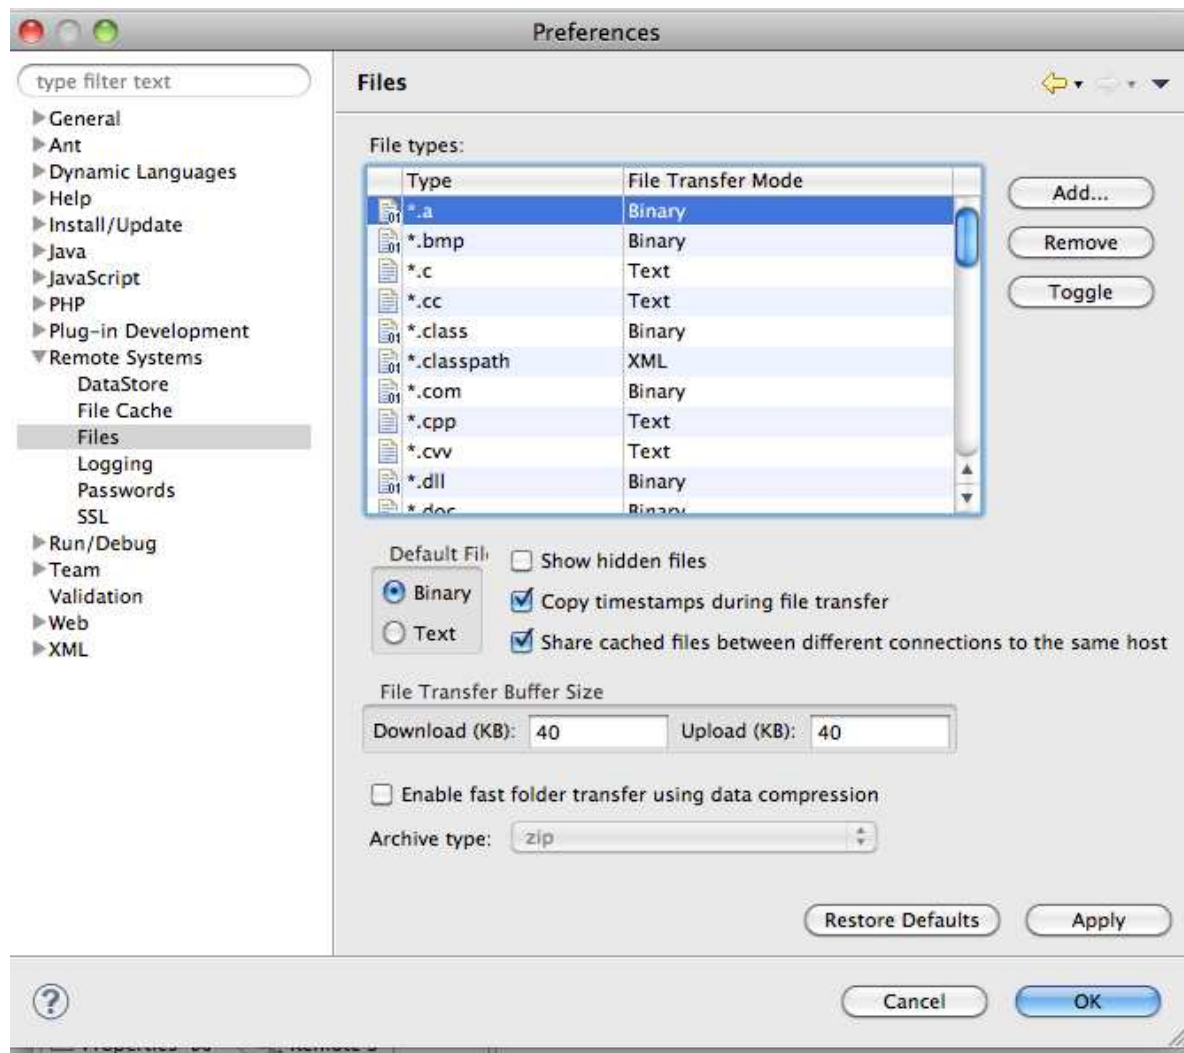 Preferences
type filter text
General
Ant
Dynamic Languages
Help
Install/Update
Java
JavaScript
PHP
Plug-in Development
Remote Systems
DataStore
File Cache
Files
Logging
Passwords
SSL
Run/Debug
Team
Validation
Web
XML
Files
File types:
Type File Transfer Mode
*.a Binary
*.bmp Binary
*.c Text
*.cc Text
*.class Binary
*.classpath XML
*.com Binary
*.cpp Text
*.cvv Text
*.dll Binary
*.doc Binary
Add...
Remove
Toggle
Default Fil
Binary
Text
Show hidden files
Copy timestamps during file transfer
Share cached files between different connections to the same host
File Transfer Buffer Size
Download (KB): 40 Upload (KB): 40
Enable fast folder transfer using data compression
Archive type: zip
Restore Defaults Apply
? Cancel OK